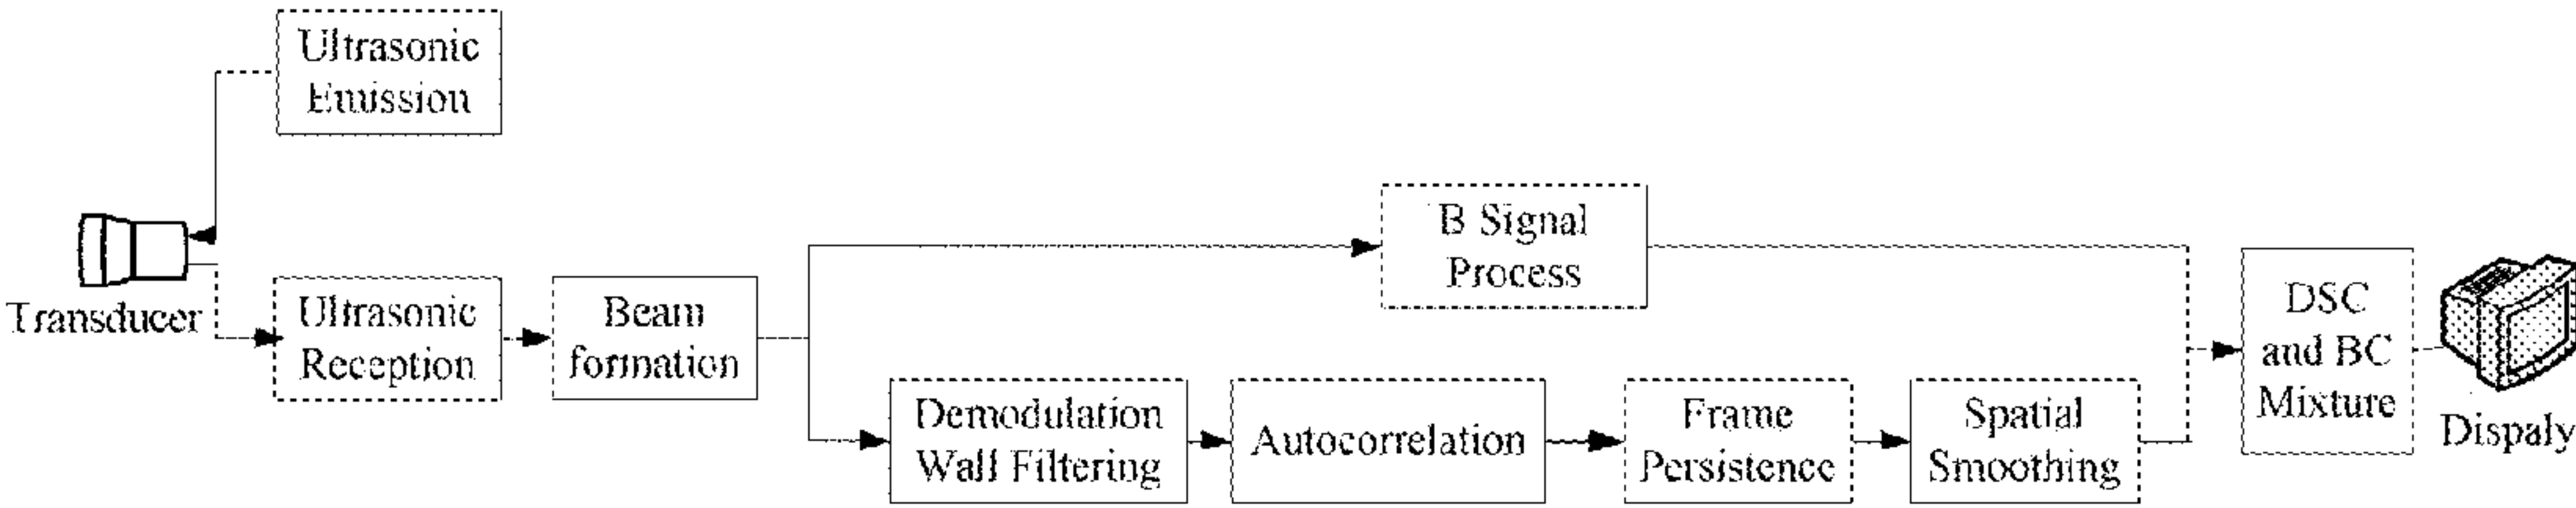 Ultrasonic
Emission
Transducer
Ultrasonic
Reception
Beam
formation
B Signal
Process
Demodulation
Wall Filtering
Autocorrelation
Frame
Persistence
Spatial
Smoothing
DSC
and BC
Mixture
Dispaly